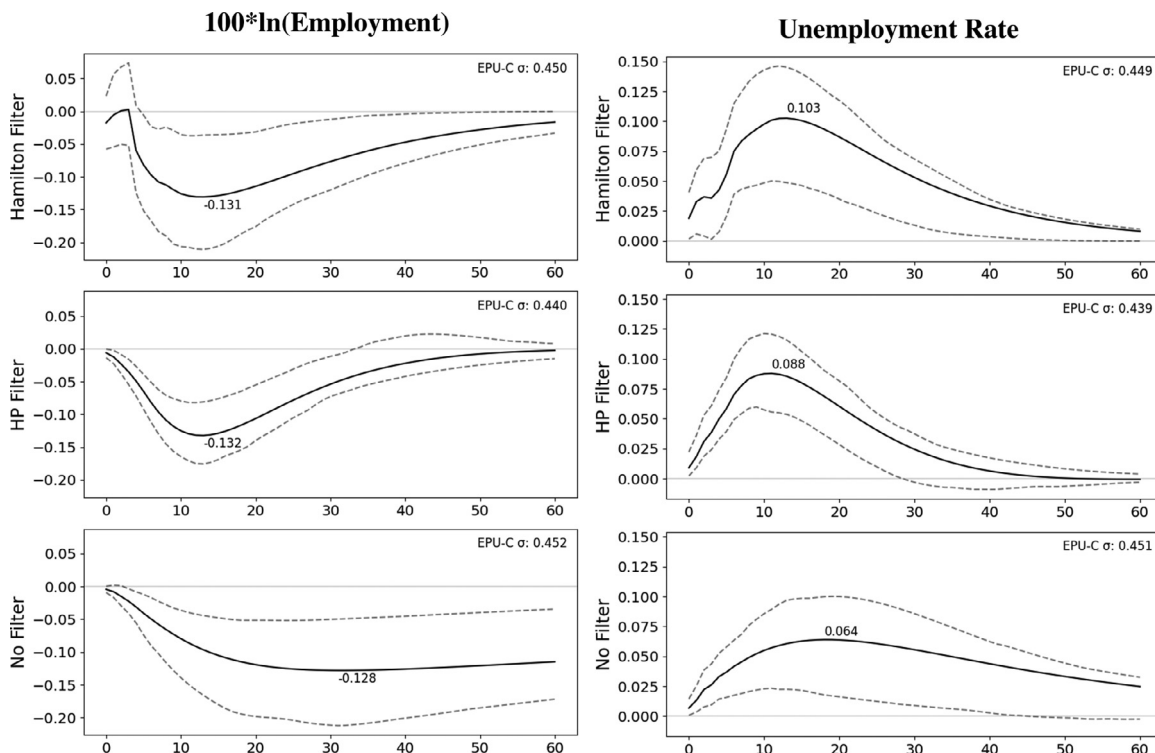 100*ln(Employment)
Unemployment Rate
Hamilton Filter
0.05
0.00
−0.05
−0.10
−0.15
−0.20
EPU-C σ: 0.450
-0.131
0 10 20 30 40 50 60
Hamilton Filter
0.150
0.125
0.100
0.075
0.050
0.025
0.000
EPU-C σ: 0.449
0.103
0 10 20 30 40 50 60
HP Filter
0.05
0.00
−0.05
−0.10
−0.15
−0.20
EPU-C σ: 0.440
-0.132
0 10 20 30 40 50 60
HP Filter
0.150
0.125
0.100
0.075
0.050
0.025
0.000
EPU-C σ: 0.439
0.088
0 10 20 30 40 50 60
No Filter
0.05
0.00
−0.05
−0.10
−0.15
−0.20
EPU-C σ: 0.452
-0.128
0 10 20 30 40 50 60
No Filter
0.150
0.125
0.100
0.075
0.050
0.025
0.000
EPU-C σ: 0.451
0.064
0 10 20 30 40 50 60